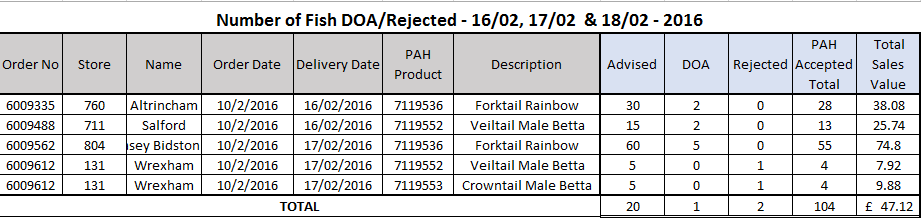 Number of Fish DOA/Rejected - 16/02, 17/02 & 18/02 - 2016
Order No Store Name Order Date Delivery Date PAH Product Description Advised DOA Rejected PAH Accepted Total Total Sales Value
6009335 760 Altrincham 10/2/2016 16/02/2016 7119536 Forktail Rainbow 30 2 0 28 38.08
6009488 711 Salford 10/2/2016 16/02/2016 7119552 Veiltail Male Betta 15 2 0 13 25.74
6009562 804 sey Bidston 10/2/2016 17/02/2016 7119536 Forktail Rainbow 60 5 0 55 74.8
6009612 131 Wrexham 10/2/2016 17/02/2016 7119552 Veiltail Male Betta 5 0 1 4 7.92
6009612 131 Wrexham 10/2/2016 17/02/2016 7119553 Crowntail Male Betta 5 0 1 4 9.88
TOTAL 20 1 2 104 £ 47.12